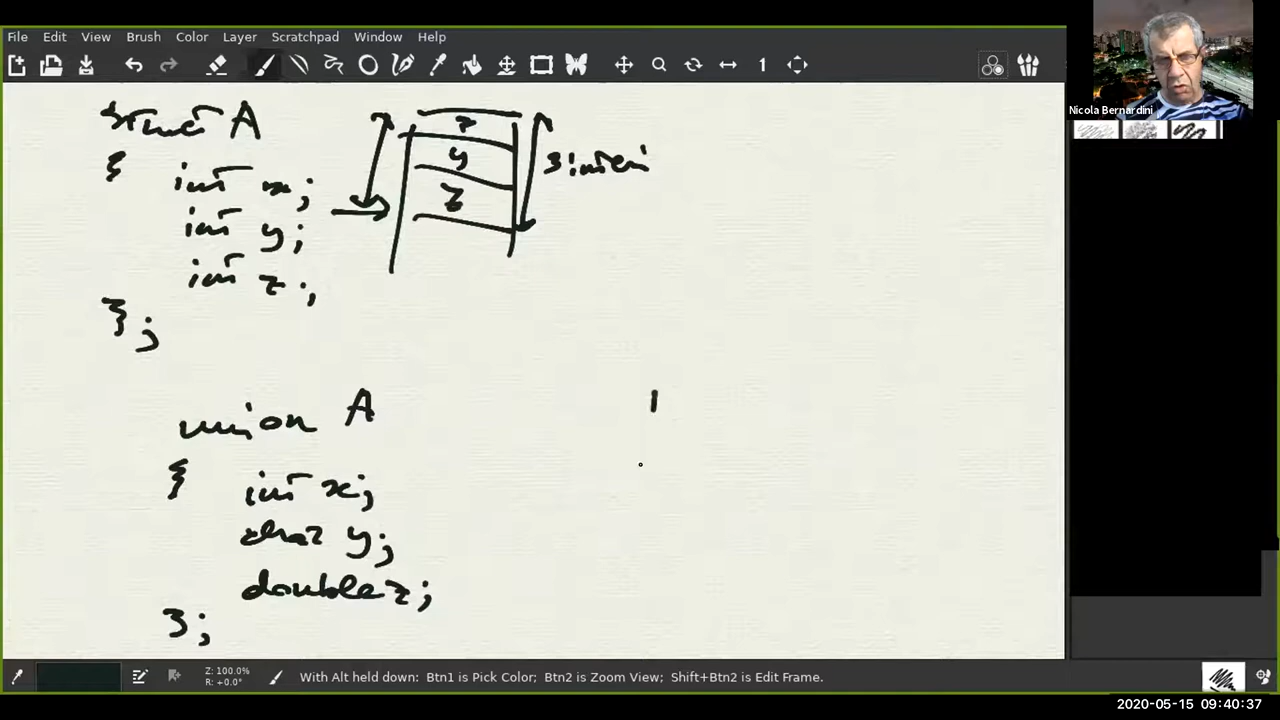 File Edit View Brush Color Layer Scratchpad Window Help
1
Nicola Bernardini
struct A
{ int x;
int y;
int z;
};
x
y
z
3 interi
union A
{ int x;
char y;
double z;
};
Z: 100.0%
R: +0.0°
With Alt held down: Btn1 is Pick Color; Btn2 is Zoom View; Shift+Btn2 is Edit Frame.
2020-05-15 09:40:37